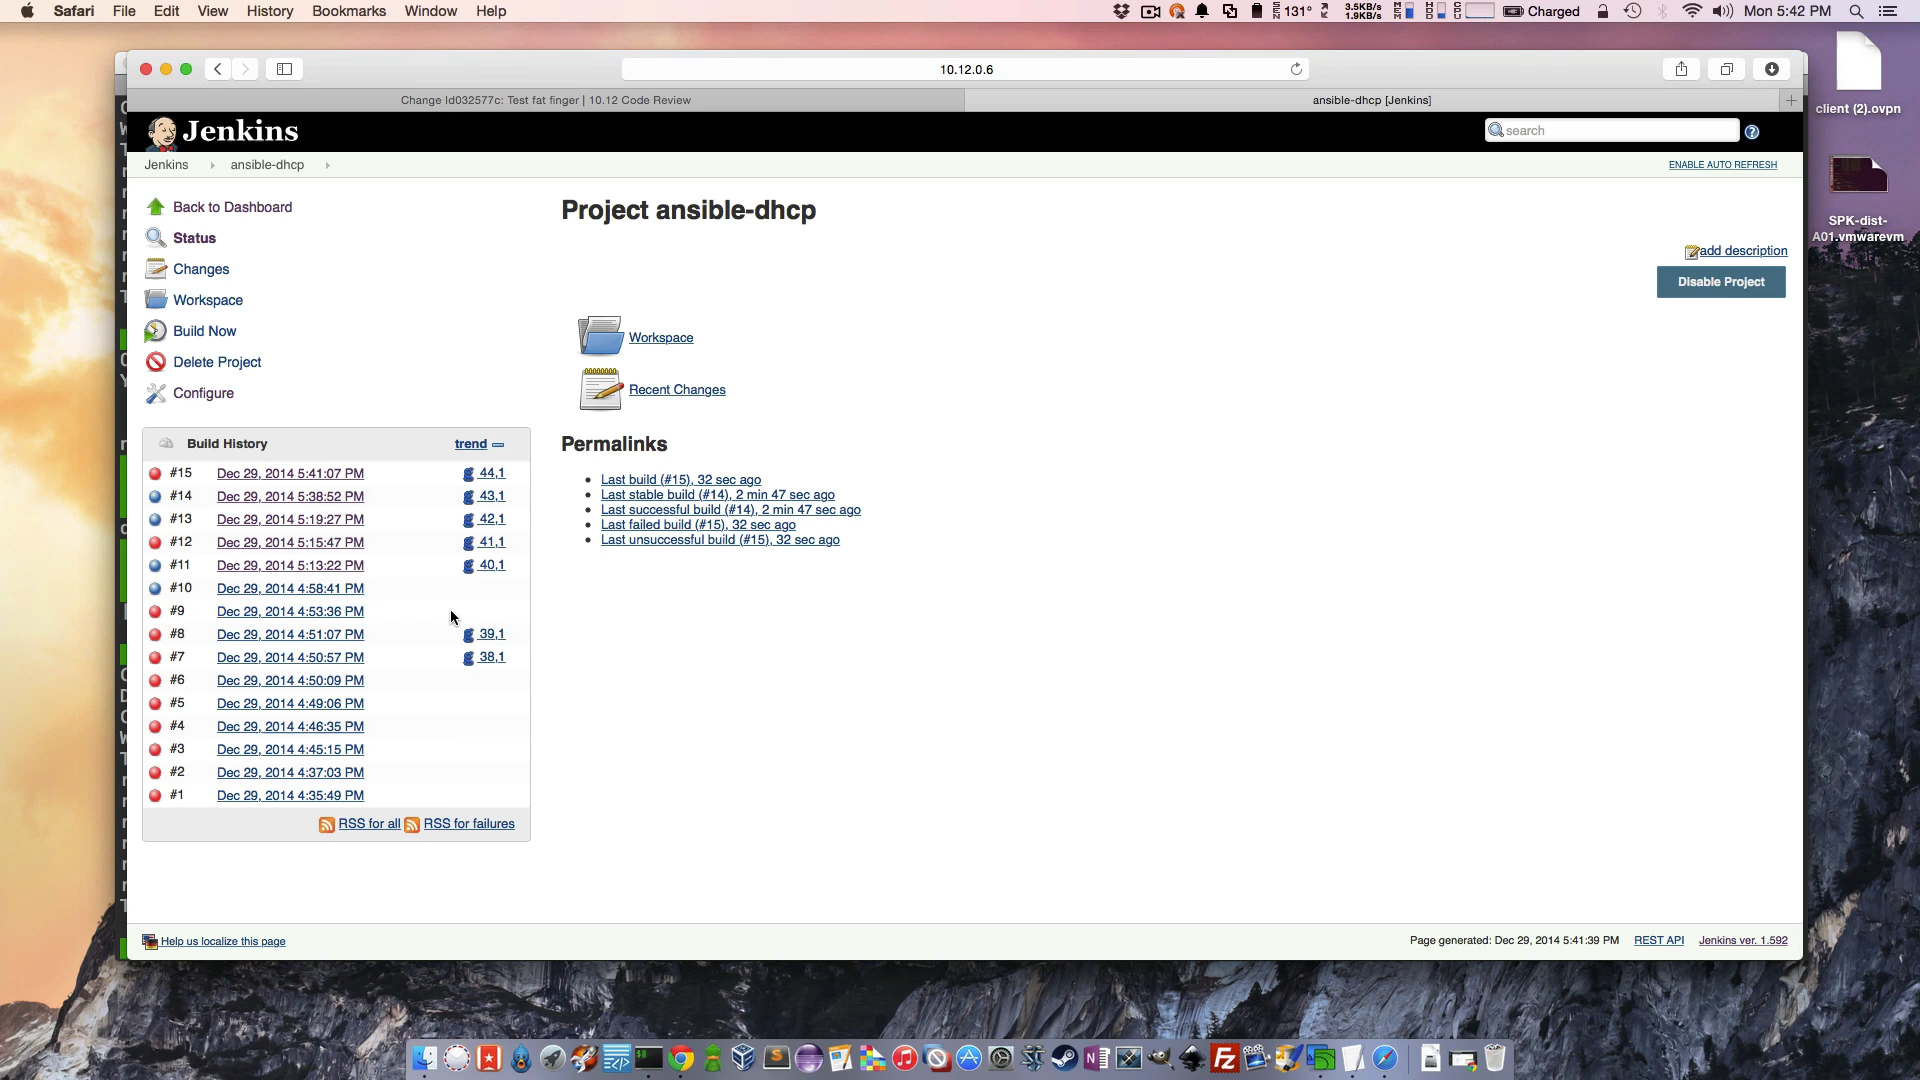 Safari File Edit View History Bookmarks Window Help
SEN 131° 3.5KB/s 1.9KB/s MEM HDD CPU Charged Mon 5:42 PM
10.12.0.6
Change Id032577c: Test fat finger | 10.12 Code Review
ansible-dhcp [Jenkins]
client (2).ovpn
SPK-dist-
A01.vmwarevm
Jenkins
search
Jenkins ansible-dhcp
ENABLE AUTO REFRESH
Back to Dashboard
Status
Changes
Workspace
Build Now
Delete Project
Configure
Project ansible-dhcp
add description
Disable Project
Workspace
Recent Changes
Permalinks
Last build (#15), 32 sec ago
Last stable build (#14), 2 min 47 sec ago
Last successful build (#14), 2 min 47 sec ago
Last failed build (#15), 32 sec ago
Last unsuccessful build (#15), 32 sec ago
Build History trend
#15 Dec 29, 2014 5:41:07 PM 44,1
#14 Dec 29, 2014 5:38:52 PM 43,1
#13 Dec 29, 2014 5:19:27 PM 42,1
#12 Dec 29, 2014 5:15:47 PM 41,1
#11 Dec 29, 2014 5:13:22 PM 40,1
#10 Dec 29, 2014 4:58:41 PM
#9 Dec 29, 2014 4:53:36 PM
#8 Dec 29, 2014 4:51:07 PM 39,1
#7 Dec 29, 2014 4:50:57 PM 38,1
#6 Dec 29, 2014 4:50:09 PM
#5 Dec 29, 2014 4:49:06 PM
#4 Dec 29, 2014 4:46:35 PM
#3 Dec 29, 2014 4:45:15 PM
#2 Dec 29, 2014 4:37:03 PM
#1 Dec 29, 2014 4:35:49 PM
RSS for all RSS for failures
Help us localize this page
Page generated: Dec 29, 2014 5:41:39 PM REST API Jenkins ver. 1.592